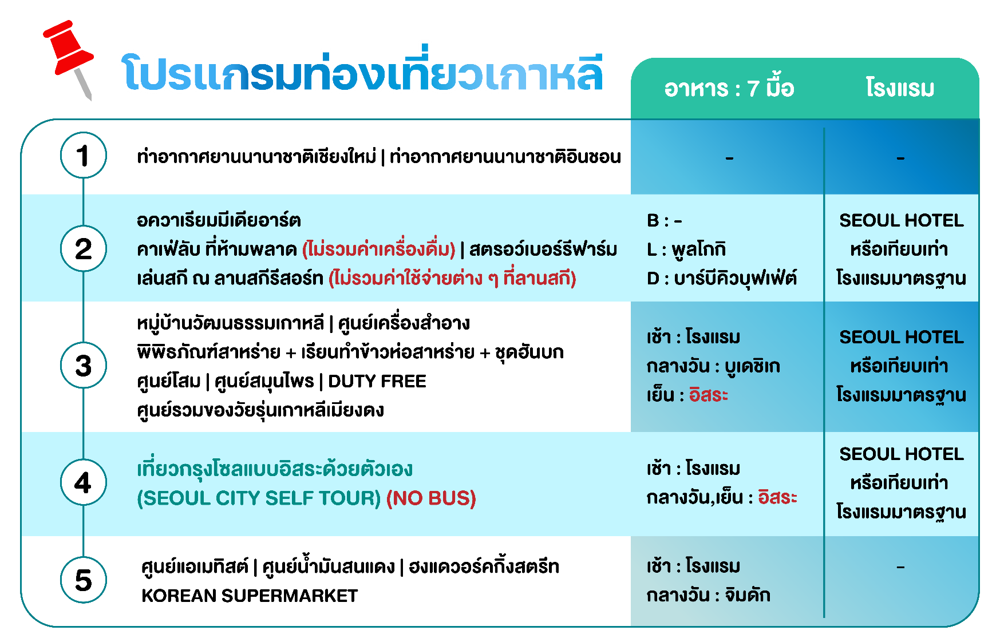 โปรแกรมท่องเที่ยวเกาหลี
อาหาร : 7 มื้อ
โรงแรม
1
ท่าอากาศยานนานาชาติเชียงใหม่ | ท่าอากาศยานนานาชาติอินชอน
-
-
2
อควาเรียมมีเดียอาร์ต
คาเฟ่ลับ ที่ห้ามพลาด (ไม่รวมค่าเครื่องดื่ม) | สตรอว์เบอร์รีฟาร์ม
เล่นสกี ณ ลานสกีรีสอร์ท (ไม่รวมค่าใช้จ่ายต่าง ๆ ที่ลานสกี)
B : -
L : พูลโกกิ
D : บาร์บีคิวบุฟเฟ่ต์
SEOUL HOTEL
หรือเทียบเท่า
โรงแรมมาตรฐาน
3
หมู่บ้านวัฒนธรรมเกาหลี | ศูนย์เครื่องสำอาง
พิพิธภัณฑ์สาหร่าย + เรียนทำข้าวห่อสาหร่าย + ชุดฮันบก
ศูนย์โสม | ศูนย์สมุนไพร | DUTY FREE
ศูนย์รวมของวัยรุ่นเกาหลีเมียงดง
เช้า : โรงแรม
กลางวัน : บูเดชิเก
เย็น : อิสระ
SEOUL HOTEL
หรือเทียบเท่า
โรงแรมมาตรฐาน
4
เที่ยวกรุงโซลแบบอิสระด้วยตัวเอง
(SEOUL CITY SELF TOUR) (NO BUS)
เช้า : โรงแรม
กลางวัน,เย็น : อิสระ
SEOUL HOTEL
หรือเทียบเท่า
โรงแรมมาตรฐาน
5
ศูนย์แอเมทิสต์ | ศูนย์น้ำมันสนแดง | ฮงแดวอร์คกิ้งสตรีท
KOREAN SUPERMARKET
เช้า : โรงแรม
กลางวัน : จิมดัก
-